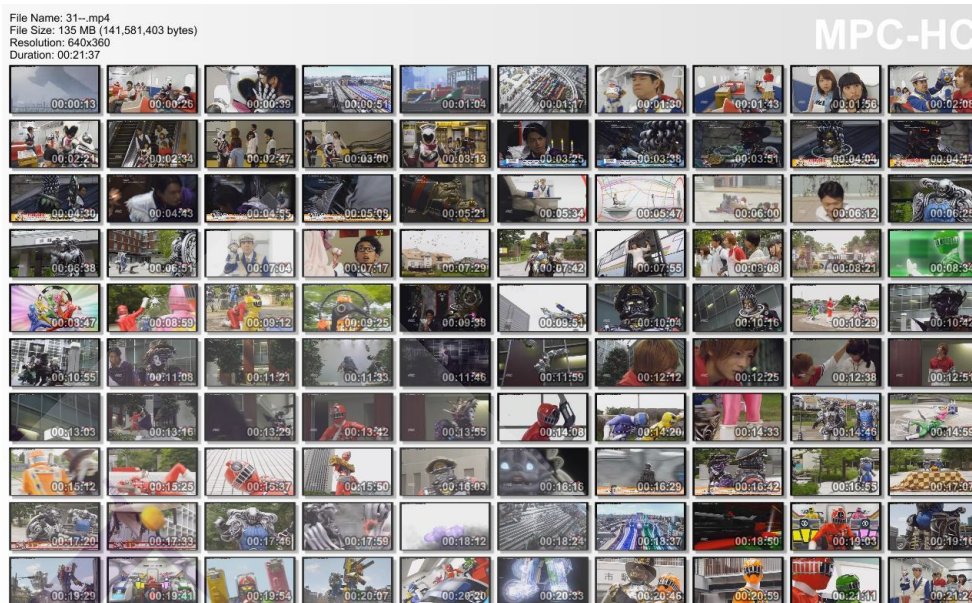 File Name: 31--.mp4
MPC-HC
File Size: 135 MB (141,581,403 bytes)
Resolution: 640x360
Duration: 00:21:37
00:00:13 00:00:26 00:00:39 00:00:51 00:01:04 00:01:17 00:01:30 00:01:43 00:01:56 00:02:08
00:02:21 00:02:34 00:02:47 00:03:00 00:03:13 00:03:25 00:03:38 00:03:51 00:04:04 00:04:17
00:04:30 00:04:43 00:04:55 00:05:08 00:05:21 00:05:34 00:05:47 00:06:00 00:06:12 00:06:25
00:06:38 00:06:51 00:07:04 00:07:17 00:07:29 00:07:42 00:07:55 00:08:08 00:08:21 00:08:34
00:08:47 00:08:59 00:09:12 00:09:25 00:09:38 00:09:51 00:10:04 00:10:16 00:10:29 00:10:42
00:10:55 00:11:08 00:11:21 00:11:33 00:11:46 00:11:59 00:12:12 00:12:25 00:12:38 00:12:51
00:13:03 00:13:16 00:13:29 00:13:42 00:13:55 00:14:08 00:14:20 00:14:33 00:14:46 00:14:59
00:15:12 00:15:25 00:15:37 00:15:50 00:16:03 00:16:16 00:16:29 00:16:42 00:16:55 00:17:07
00:17:20 00:17:33 00:17:46 00:17:59 00:18:12 00:18:24 00:18:37 00:18:50 00:19:03 00:19:16
00:19:29 00:19:41 00:19:54 00:20:07 00:20:20 00:20:33 00:20:46 00:20:59 00:21:11 00:21:24